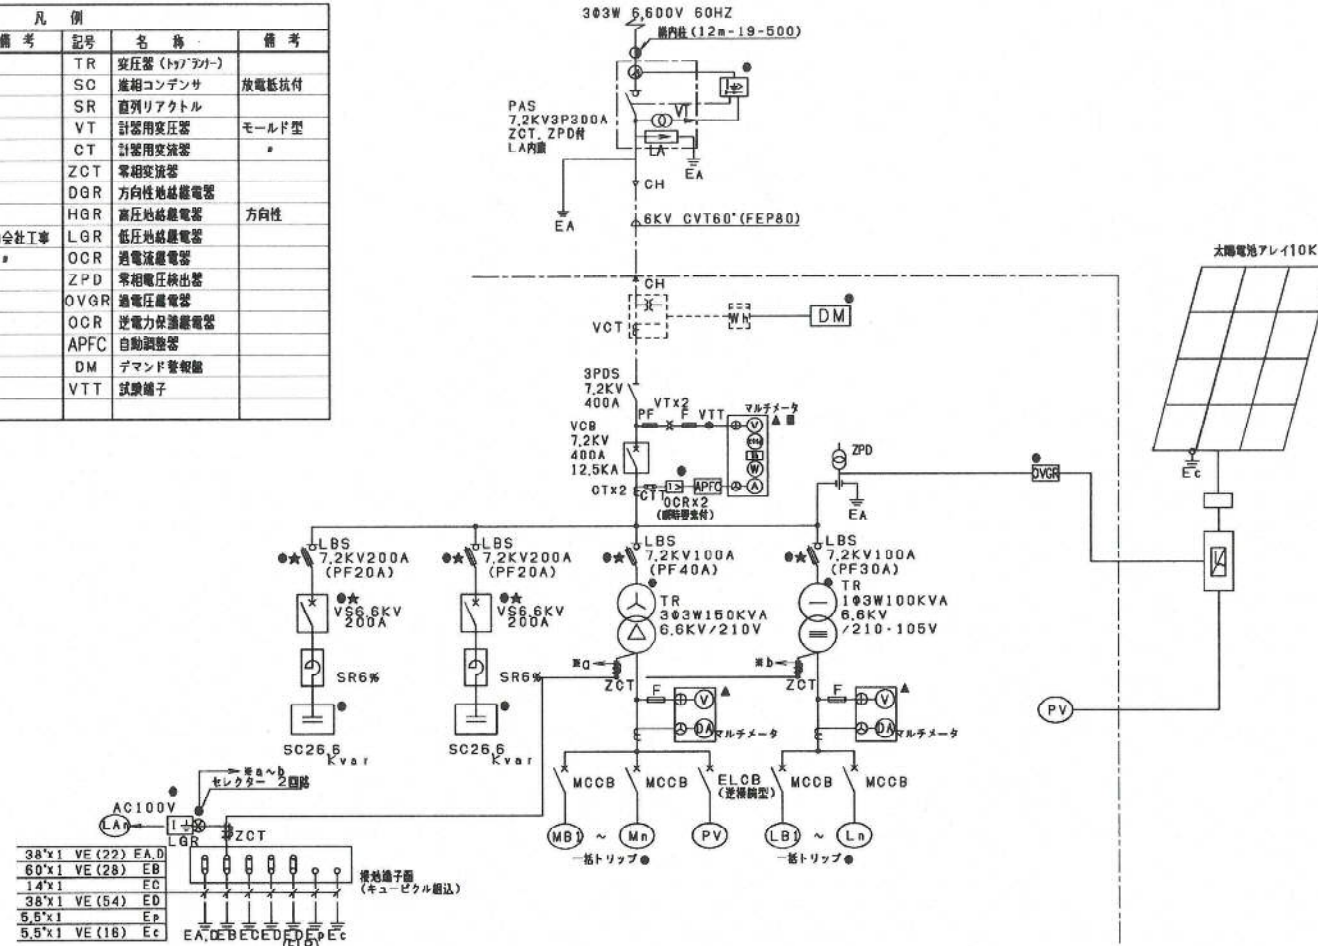 凡 例
備 考 記号 名 称 備 考
TR 変圧器(トップランナー)
SC 進相コンデンサ 放電抵抗付
SR 直列リアクトル
VT 計器用変圧器 モールド型
CT 計器用変流器 〃
ZCT 零相変流器
DGR 方向性地絡継電器
HGR 高圧地絡継電器 方向性
会社工事 LGR 低圧地絡継電器
〃 OCR 過電流継電器
ZPD 零相電圧検出器
OVGR 過電圧継電器
OCR 逆電力保護継電器
APFC 自動調整器
DM デマンド警報盤
VTT 試験端子
3Φ3W 6,600V 60HZ
構内柱(12m-19-500)
PAS
7,2KV3P300A
ZCT、ZPD付
LA内蔵
I⏚>
VT
LA
EA
EA
CH
6KV CVT60°(FEP80)
CH
VCT
Wh
DM
3PDS
7,2KV
400A
VTx2
PF F VTT
マルチメータ
▲
VCB
7,2KV
400A
12,5KA
V
W
A
CTx2
CTT
I>
APFC
OCRx2
(瞬時要素付)
ZPD
EA
OVGR
太陽電池アレイ10K
Ec
LBS
7,2KV200A
(PF20A)
●★
LBS
7,2KV200A
(PF20A)
●★
LBS
7,2KV100A
(PF40A)
●★
LBS
7,2KV100A
(PF30A)
●★
●★
VS6,6KV
200A
●★
VS6,6KV
200A
TR
3Φ3W150KVA
6,6KV/210V
TR
1Φ3W100KVA
6,6KV
/210-105V
SR6%
SR6%
SC26,6
Kvar
SC26,6
Kvar
※a
ZCT
※b
ZCT
F
V
▲
DA
マルチメータ
F
V
▲
DA
マルチメータ
PV
MCCB
MCCB
ELCB
(逆接続型)
MCCB
MCCB
MB1 ~ Mn
PV
LB1 ~ Ln
一括トリップ●
一括トリップ●
※a~b
セレクター 2回路
AC100V
LAn
I⏚
LGR
ZCT
接地端子函
(キュービクル組込)
38°x1 VE(22) EA,D
60°x1 VE(28) EB
14°x1 EC
38°x1 VE(54) ED
5,5°x1 Ep
5,5°x1 VE(16) Ec
EA,D EB EC ED ED Ep Ec
(ELB)